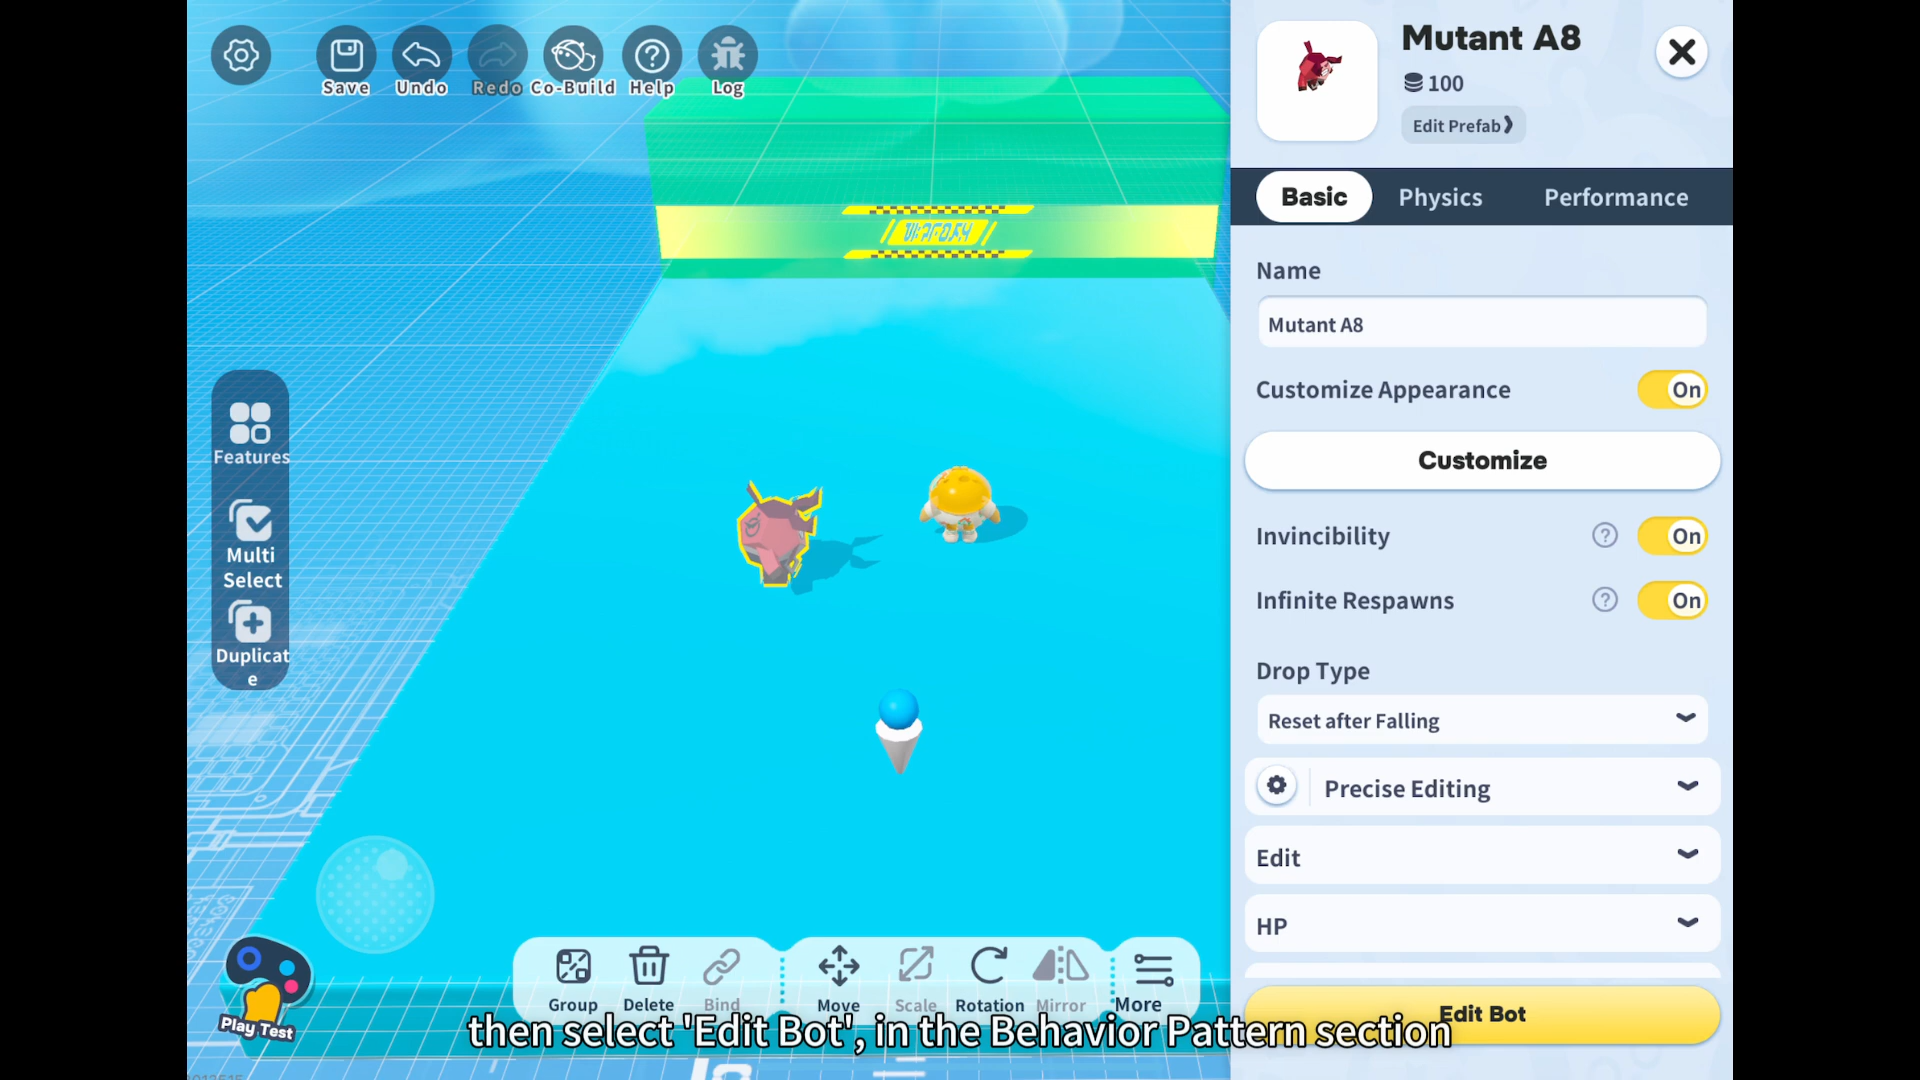 Save
Undo
Redo
Co-Build
Help
Log
Mutant A8
100
Edit Prefab
Basic
Physics
Performance
Name
Mutant A8
Customize Appearance
On
Customize
Invincibility
On
Infinite Respawns
On
Drop Type
Reset after Falling
Precise Editing
Edit
HP
Edit Bot
Features
Multi
Select
Duplicat
e
Play Test
Group
Delete
Bind
Move
Scale
Rotation
Mirror
More
then select 'Edit Bot', in the Behavior Pattern section